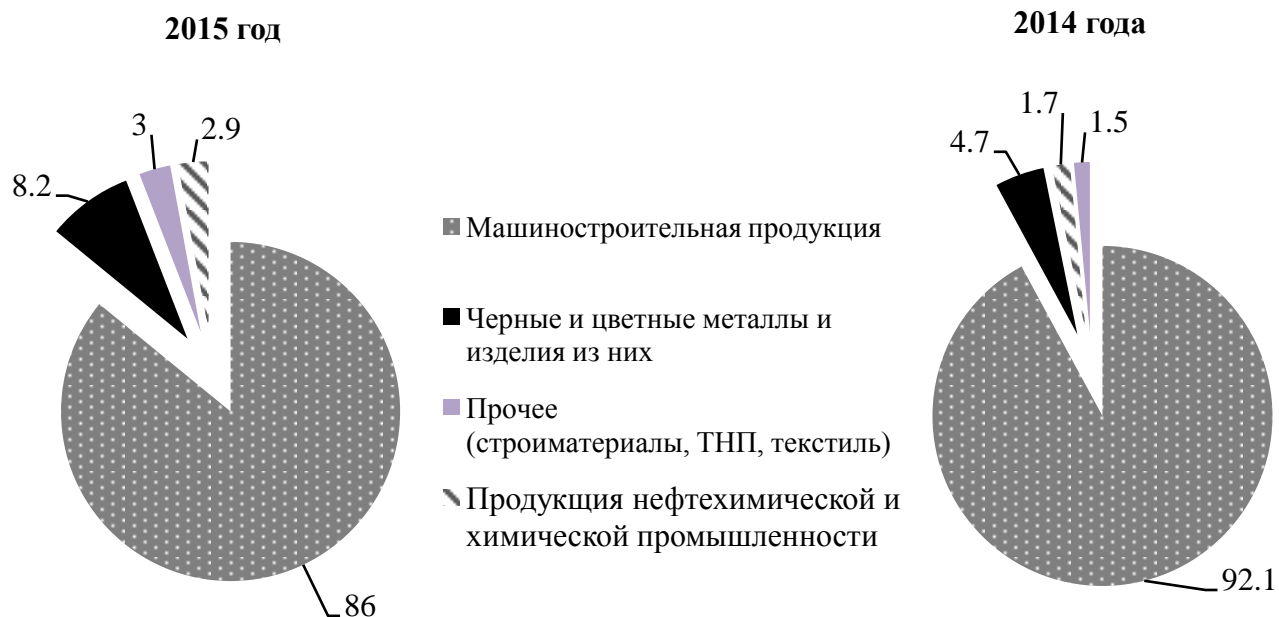 2015 год
2014 года
3
2.9
8.2
1.7
1.5
4.7
Машиностроительная продукция
Черные и цветные металлы и
изделия из них
Прочее
(строиматериалы, ТНП, текстиль)
Продукция нефтехимической и
химической промышленности
86
92.1